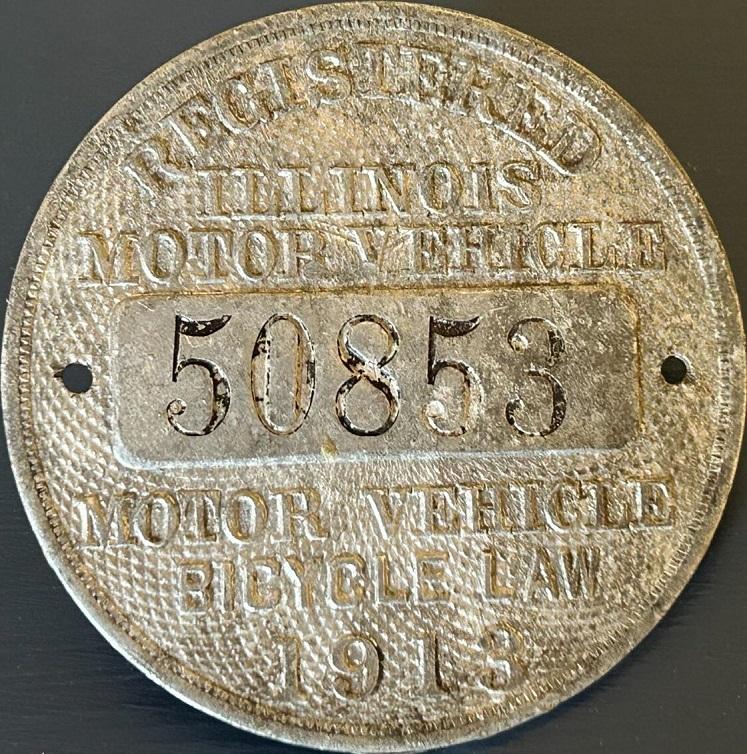 REGISTERED
ILLINOIS
MOTOR VEHICLE
50853
MOTOR VEHICLE
BICYCLE LAW
1913